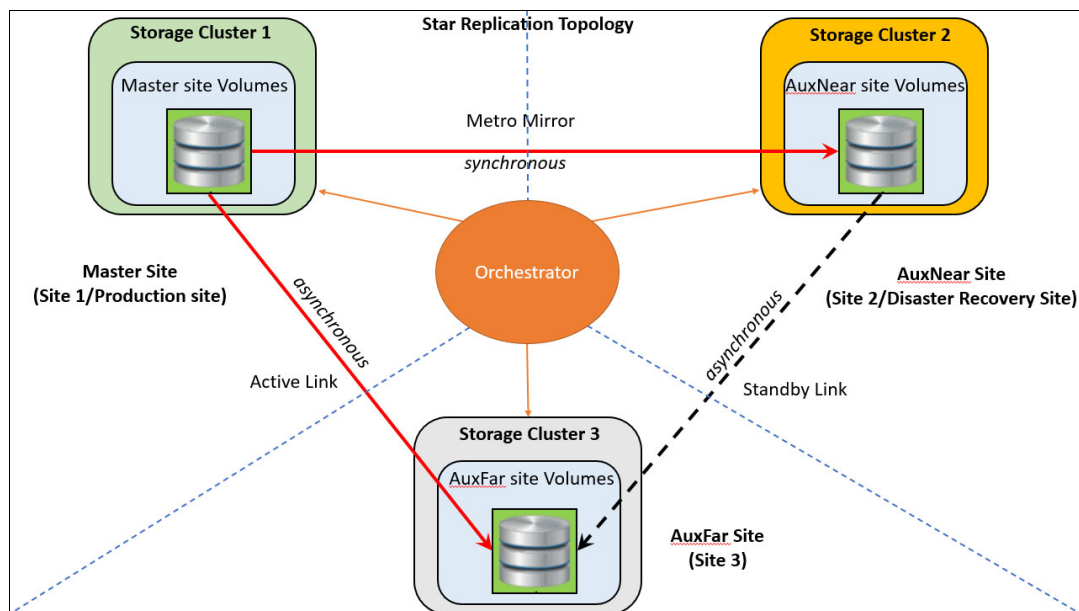 Star Replication Topology
Storage Cluster 1
Master site Volumes
Storage Cluster 2
AuxNear site Volumes
Metro Mirror
synchronous
Orchestrator
Master Site
(Site 1/Production site)
AuxNear Site
(Site 2/Disaster Recovery Site)
asynchronous
asynchronous
Active Link
Standby Link
Storage Cluster 3
AuxFar site Volumes
AuxFar Site
(Site 3)